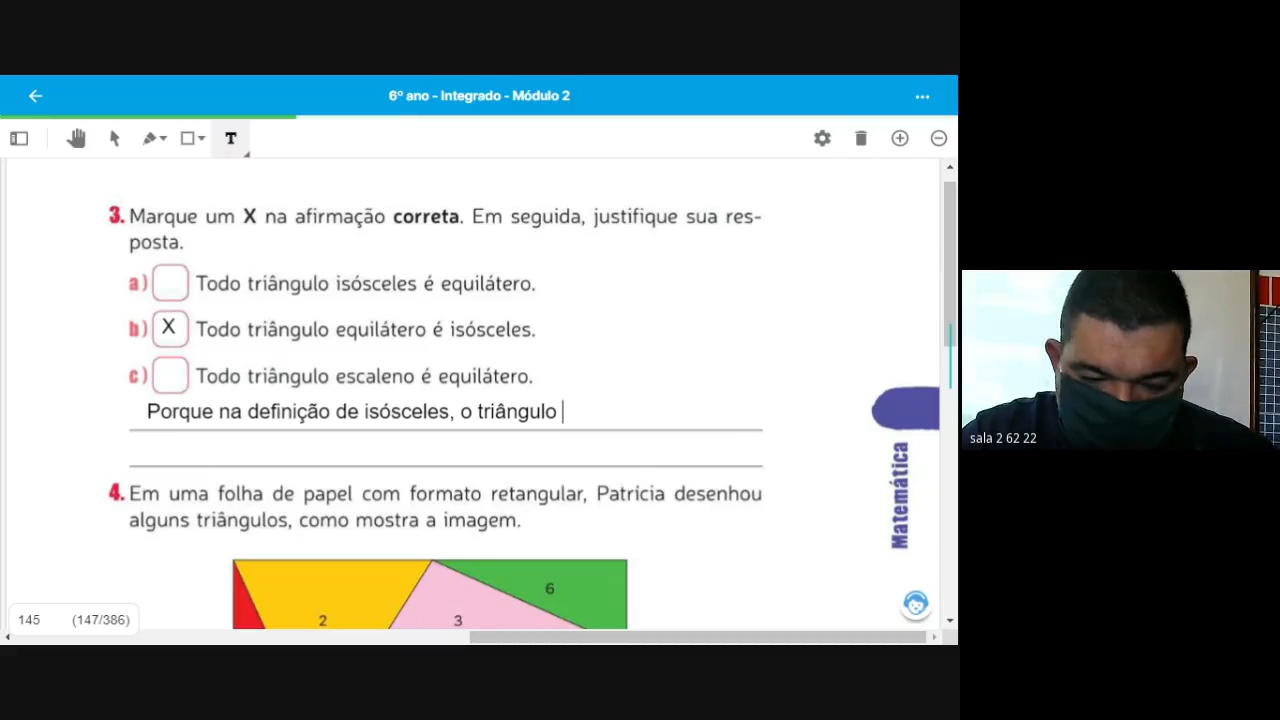 6º ano - Integrado - Módulo 2
T
3. Marque um X na afirmação correta. Em seguida, justifique sua res-
posta.
a) Todo triângulo isósceles é equilátero.
b) X Todo triângulo equilátero é isósceles.
c) Todo triângulo escaleno é equilátero.
Porque na definição de isósceles, o triângulo
4. Em uma folha de papel com formato retangular, Patrícia desenhou
alguns triângulos, como mostra a imagem.
6
2
3
145 (147/386)
Matemática
sala 2 62 22